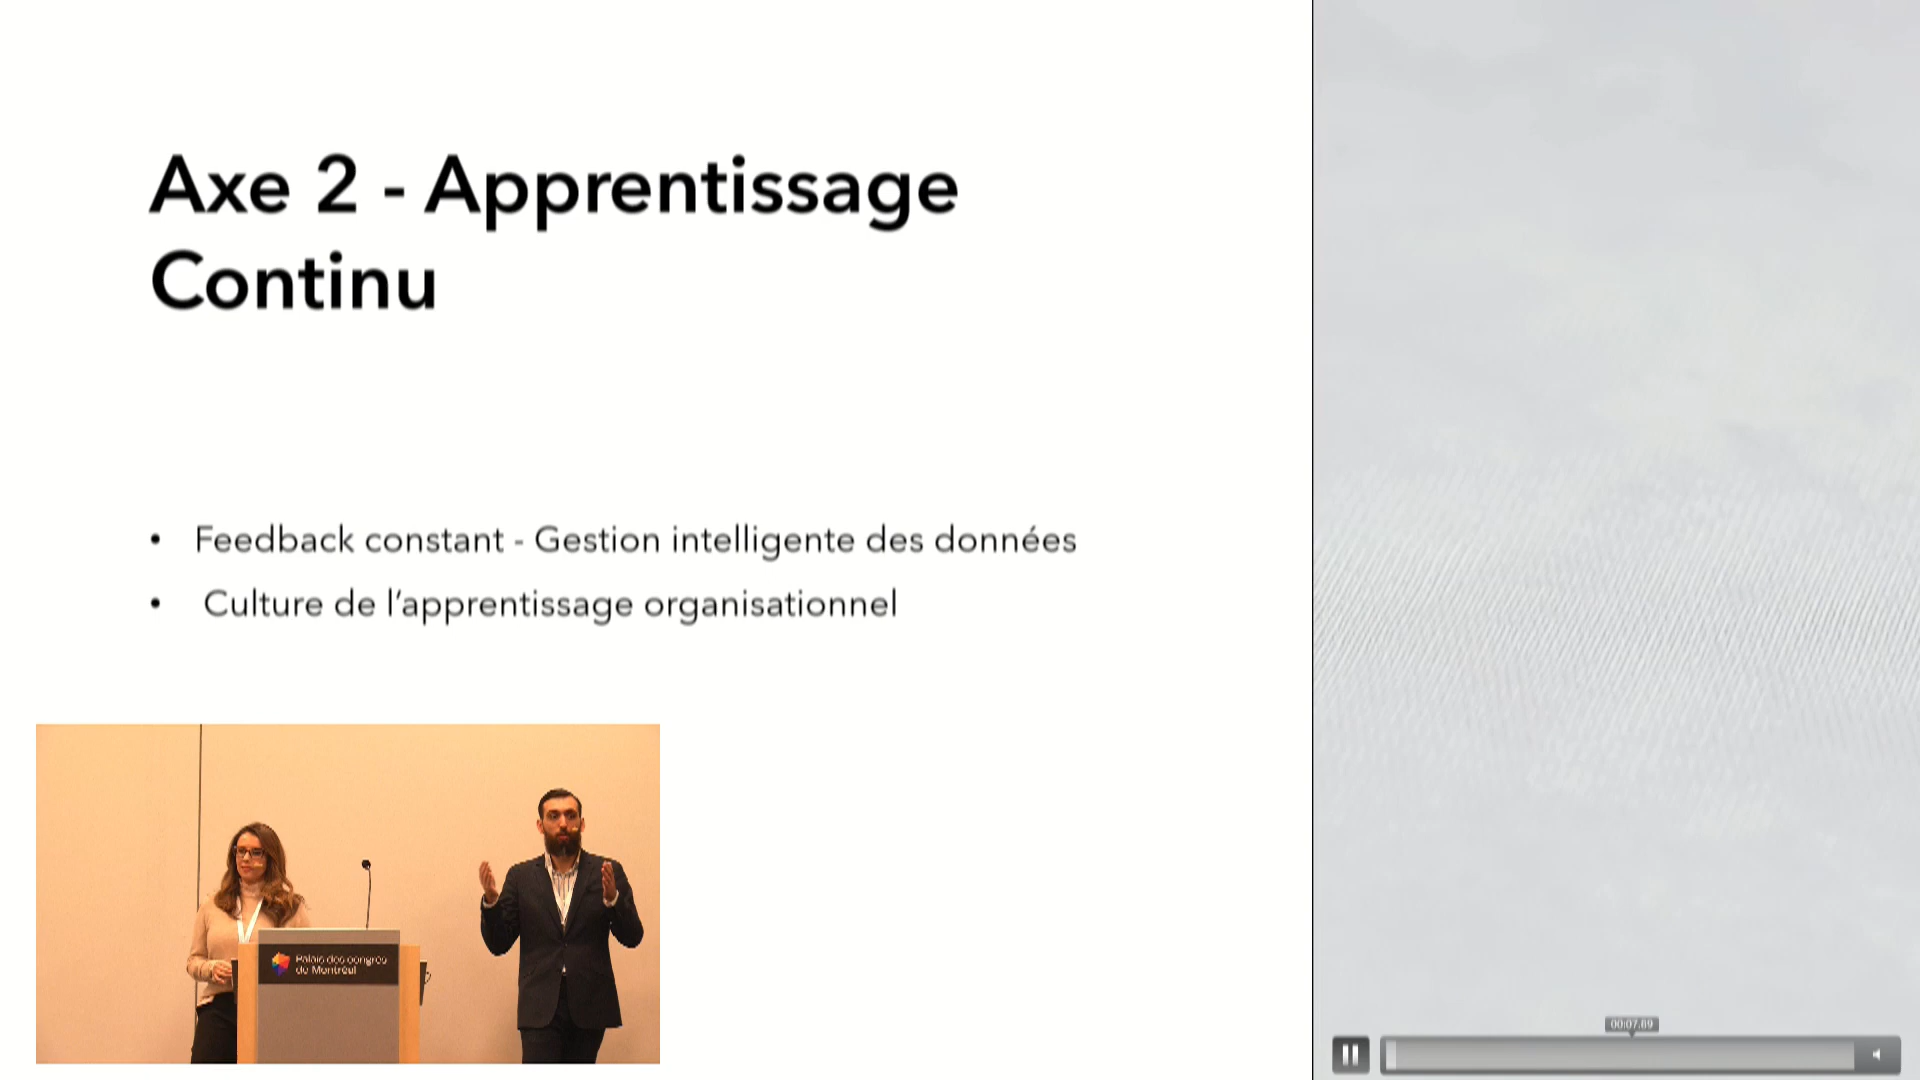 Axe 2 - Apprentissage
Continu
• Feedback constant - Gestion intelligente des données
• Culture de l’apprentissage organisationnel
Palais des congrès
de Montréal
00:07.89